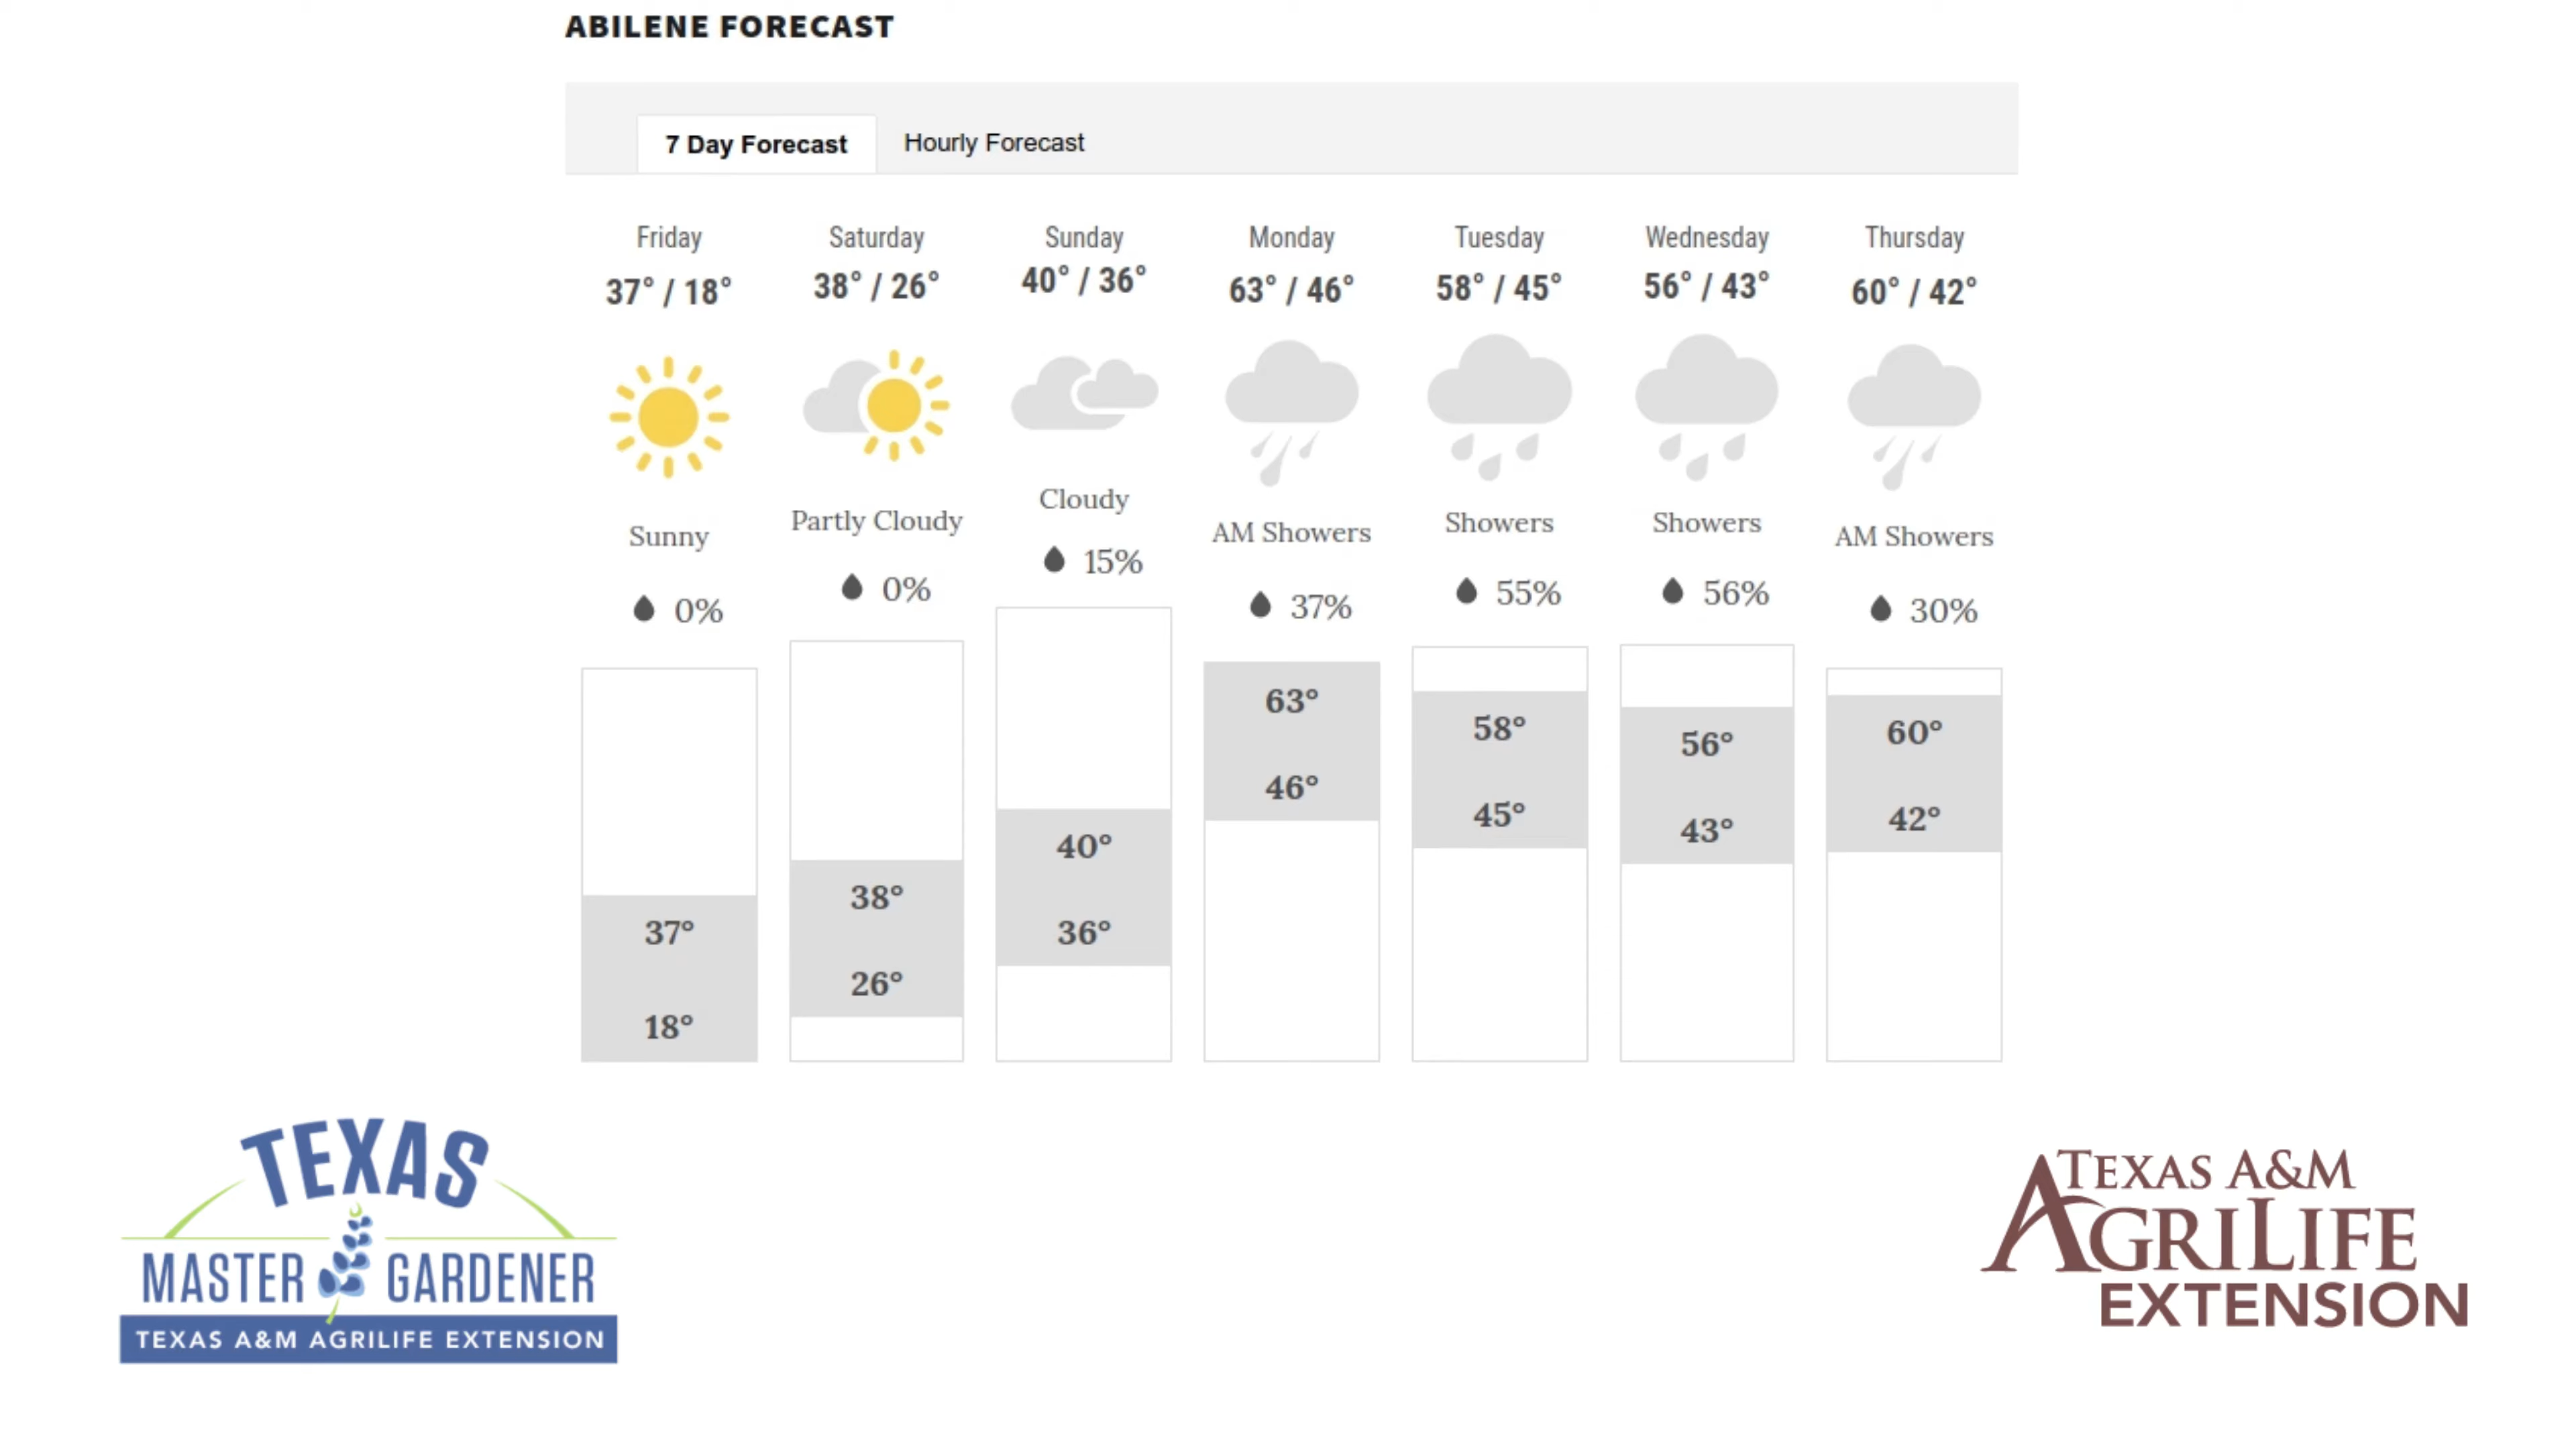 ABILENE FORECAST
7 Day Forecast Hourly Forecast
Friday Saturday Sunday Monday Tuesday Wednesday Thursday
37° / 18° 38° / 26° 40° / 36° 63° / 46° 58° / 45° 56° / 43° 60° / 42°
Sunny Partly Cloudy Cloudy AM Showers Showers Showers AM Showers
0% 0% 15% 37% 55% 56% 30%
37° 38° 40° 63° 58° 56° 60°
18° 26° 36° 46° 45° 43° 42°
TEXAS
MASTER GARDENER
TEXAS A&M AGRILIFE EXTENSION
TEXAS A&M
AGRILIFE
EXTENSION